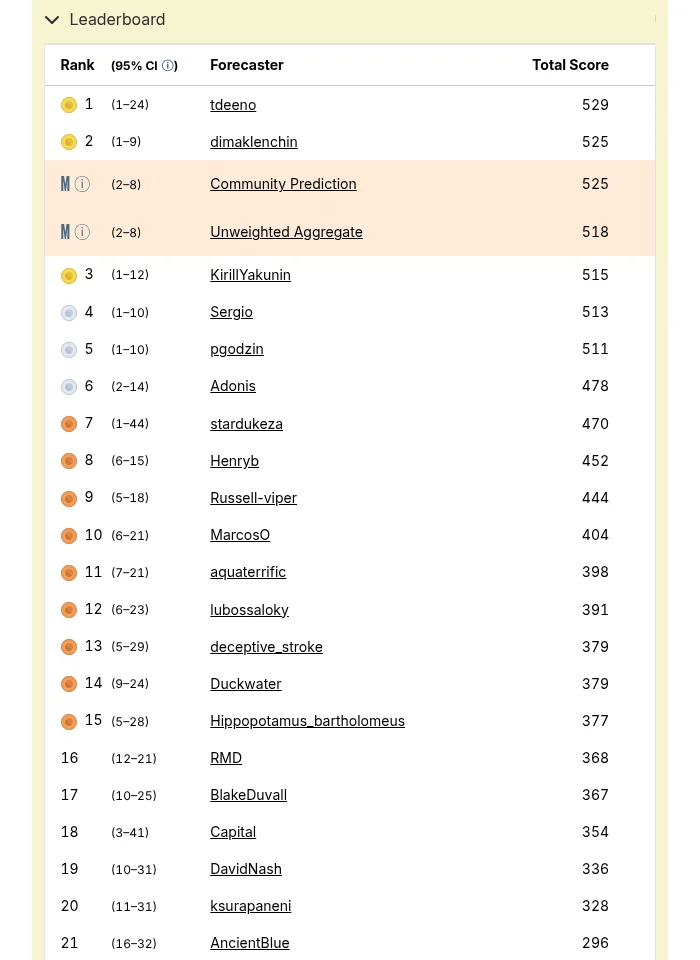 Leaderboard
Rank (95% CI ⓘ) Forecaster Total Score
1 (1–24) tdeeno 529
2 (1–9) dimaklenchin 525
M ⓘ (2–8) Community Prediction 525
M ⓘ (2–8) Unweighted Aggregate 518
3 (1–12) KirillYakunin 515
4 (1–10) Sergio 513
5 (1–10) pgodzin 511
6 (2–14) Adonis 478
7 (1–44) stardukeza 470
8 (6–15) Henryb 452
9 (5–18) Russell-viper 444
10 (6–21) MarcosO 404
11 (7–21) aquaterrific 398
12 (6–23) lubossaloky 391
13 (5–29) deceptive_stroke 379
14 (9–24) Duckwater 379
15 (5–28) Hippopotamus_bartholomeus 377
16 (12–21) RMD 368
17 (10–25) BlakeDuvall 367
18 (3–41) Capital 354
19 (10–31) DavidNash 336
20 (11–31) ksurapaneni 328
21 (16–32) AncientBlue 296